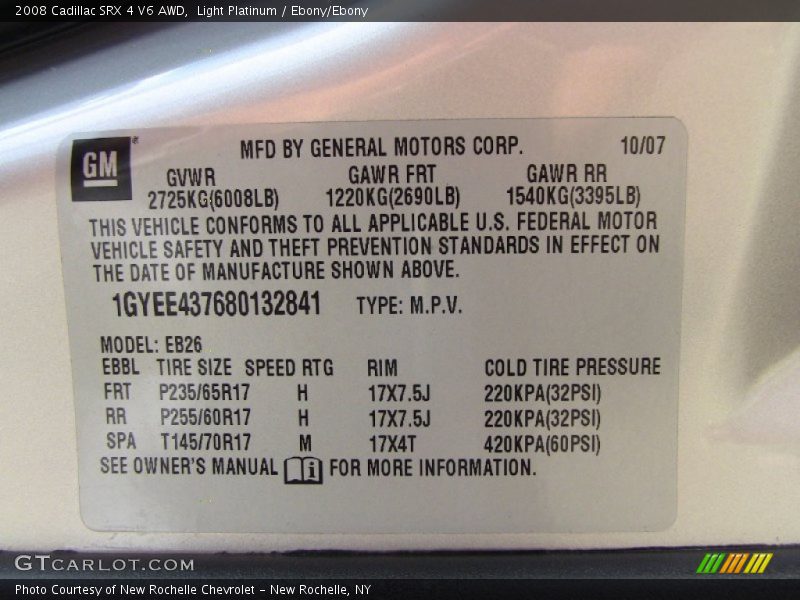 2008 Cadillac SRX 4 V6 AWD,  Light Platinum / Ebony/Ebony
GM® MFD BY GENERAL MOTORS CORP. 10/07
GVWR GAWR FRT GAWR RR
2725KG(6008LB) 1220KG(2690LB) 1540KG(3395LB)
THIS VEHICLE CONFORMS TO ALL APPLICABLE U.S. FEDERAL MOTOR
VEHICLE SAFETY AND THEFT PREVENTION STANDARDS IN EFFECT ON
THE DATE OF MANUFACTURE SHOWN ABOVE.
1GYEE437680132841 TYPE: M.P.V.
MODEL: EB26
EBBL TIRE SIZE SPEED RTG RIM COLD TIRE PRESSURE
FRT P235/65R17 H 17X7.5J 220KPA(32PSI)
RR P255/60R17 H 17X7.5J 220KPA(32PSI)
SPA T145/70R17 M 17X4T 420KPA(60PSI)
SEE OWNER'S MANUAL i FOR MORE INFORMATION.
GTCARLOT.COM
Photo Courtesy of New Rochelle Chevrolet – New Rochelle, NY